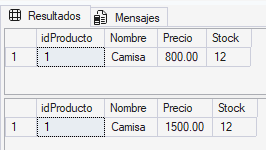 Resultados Mensajes
idProducto Nombre Precio Stock
1 1 Camisa 800.00 12
idProducto Nombre Precio Stock
1 1 Camisa 1500.00 12